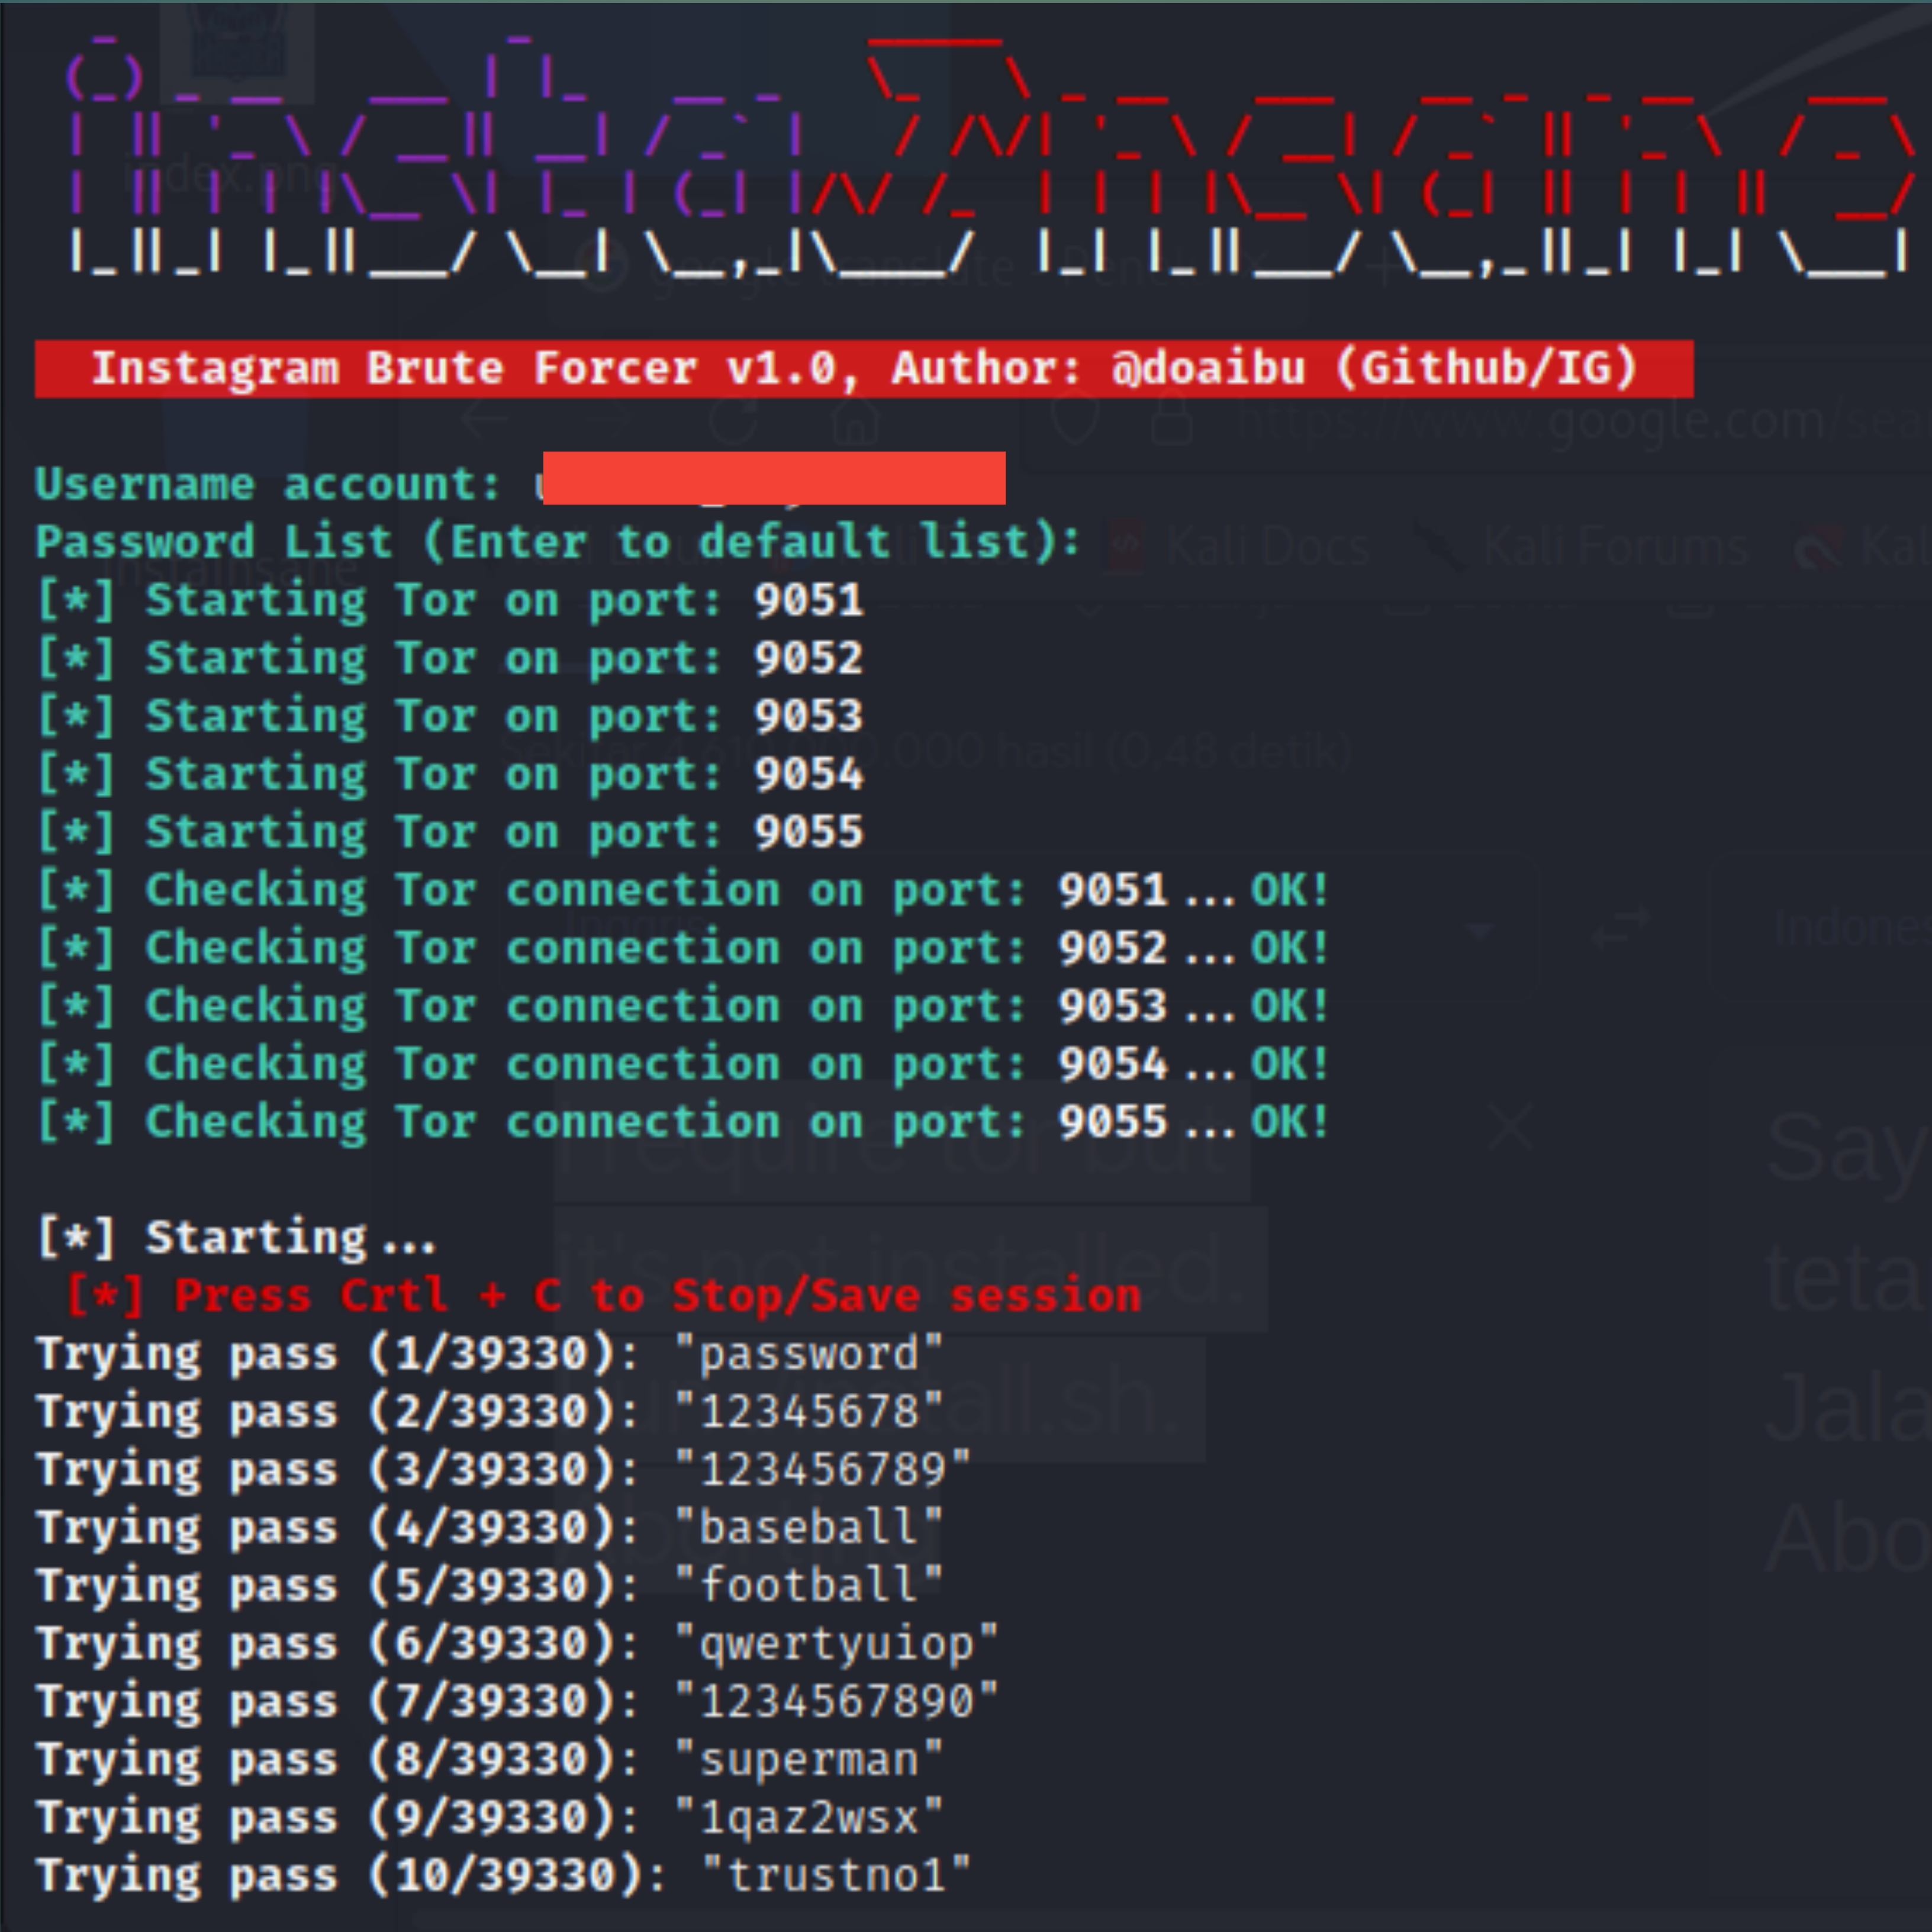 Instagram Brute Forcer v1.0, Author: @doaibu (Github/IG)
Username account:
Password List (Enter to default list):
[*] Starting Tor on port: 9051
[*] Starting Tor on port: 9052
[*] Starting Tor on port: 9053
[*] Starting Tor on port: 9054
[*] Starting Tor on port: 9055
[*] Checking Tor connection on port: 9051 ... OK!
[*] Checking Tor connection on port: 9052 ... OK!
[*] Checking Tor connection on port: 9053 ... OK!
[*] Checking Tor connection on port: 9054 ... OK!
[*] Checking Tor connection on port: 9055 ... OK!
[*] Starting ...
[*] Press Crtl + C to Stop/Save session
Trying pass (1/39330): "password"
Trying pass (2/39330): "12345678"
Trying pass (3/39330): "123456789"
Trying pass (4/39330): "baseball"
Trying pass (5/39330): "football"
Trying pass (6/39330): "qwertyuiop"
Trying pass (7/39330): "1234567890"
Trying pass (8/39330): "superman"
Trying pass (9/39330): "1qaz2wsx"
Trying pass (10/39330): "trustno1"